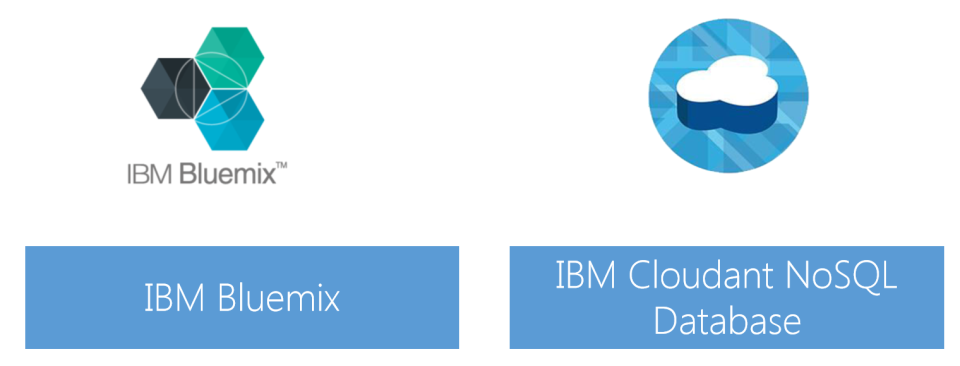 IBM Bluemix™
IBM Bluemix
IBM Cloudant NoSQL
Database